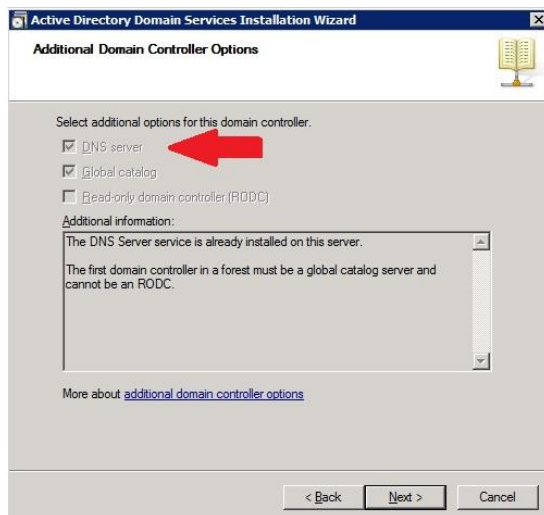 Active Directory Domain Services Installation Wizard
Additional Domain Controller Options
Select additional options for this domain controller.
DNS server
Global catalog
Read-only domain controller (RODC)
Additional information:
The DNS Server service is already installed on this server.
The first domain controller in a forest must be a global catalog server and
cannot be an RODC.
More about additional domain controller options
< Back
Next >
Cancel